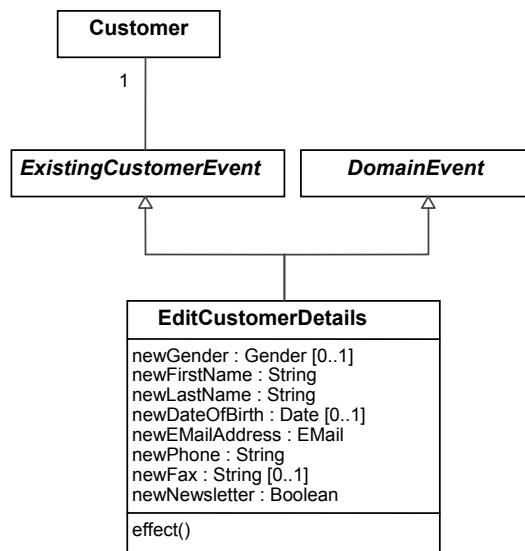 Customer
1
ExistingCustomerEvent
DomainEvent
EditCustomerDetails
newGender : Gender [0..1]
newFirstName : String
newLastName : String
newDateOfBirth : Date [0..1]
newEMailAddress : EMail
newPhone : String
newFax : String [0..1]
newNewsletter : Boolean
effect()